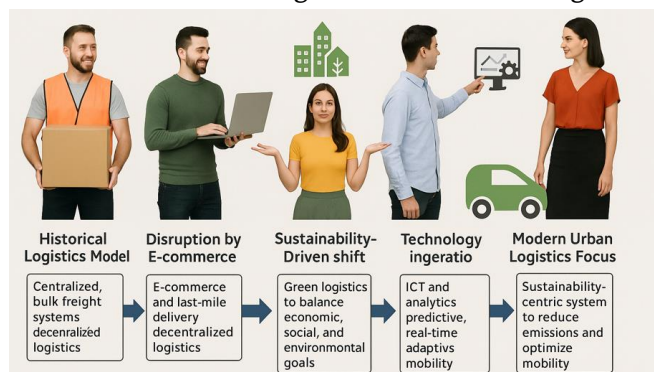 Historical
Logistics Model
Disruption by
E-commerce
Sustainability-
Driven shift
Technology
ingeratio
Modern Urban
Logistics Focus
Centralized,
bulk freight
systems
decenralized
logistics
E-commerce
and last-mile
delivery
decentralized
logistics
Green logistics
to balance
economic,
social, and
environmental
goals
ICT and
analytics
predictive,
real-time
adaptivs
mobility
Sustainability-
centric system
to reduce
emissions and
optimize
mobility